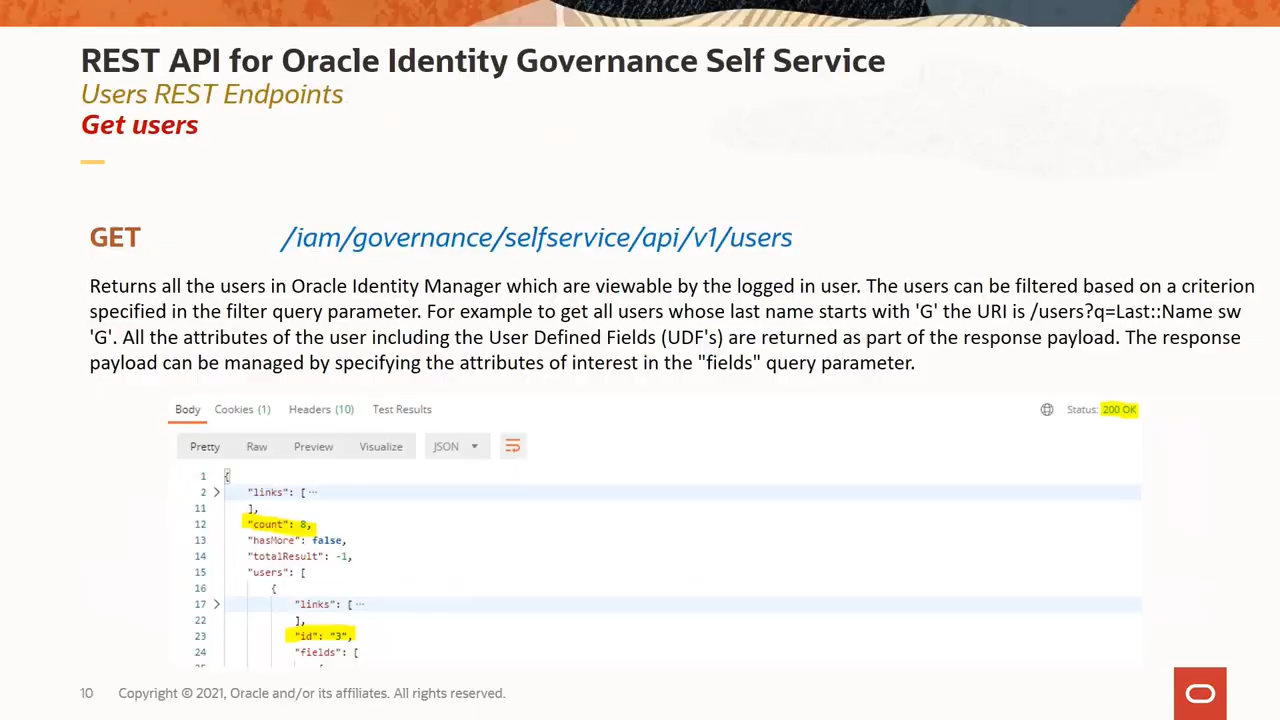 REST API for Oracle Identity Governance Self Service
Users REST Endpoints
Get users
GET /iam/governance/selfservice/api/v1/users
Returns all the users in Oracle Identity Manager which are viewable by the logged in user. The users can be filtered based on a criterion
specified in the filter query parameter. For example to get all users whose last name starts with 'G' the URI is /users?q=Last::Name sw
'G'. All the attributes of the user including the User Defined Fields (UDF's) are returned as part of the response payload. The response
payload can be managed by specifying the attributes of interest in the "fields" query parameter.
Body Cookies (1) Headers (10) Test Results Status: 200 OK
Pretty Raw Preview Visualize JSON
1 {
2 "links": [ ···
11 ],
12 "count": 8,
13 "hasMore": false,
14 "totalResult": -1,
15 "users": [
16 {
17 "links": [ ···
22 ],
23 "id": "3",
24 "fields": [
10 Copyright © 2021, Oracle and/or its affiliates. All rights reserved.